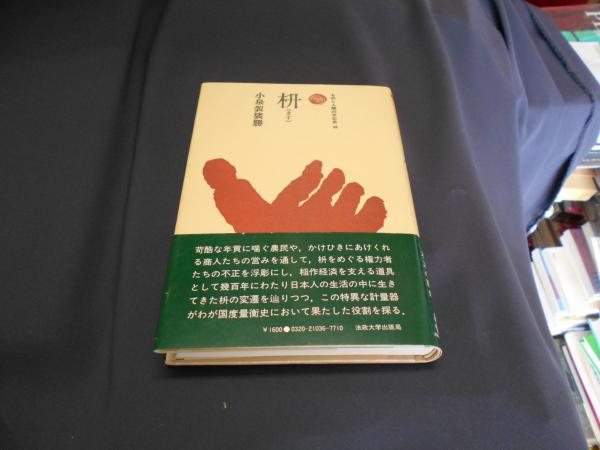 ものと人間の文化史
枡
(ます)
小泉袈裟勝
苛酷な年貢に喘ぐ農民や，かけひきにあけくれ
る商人たちの営みを通して，枡をめぐる権力者
たちの不正を浮彫にし，稲作経済を支える道具
として幾百年にわたり日本人の生活の中に生き
てきた枡の変遷を辿りつつ，この特異な計量器
がわが国度量衡史において果たした役割を探る．
￥1600●0320-21036-7710 法政大学出版局